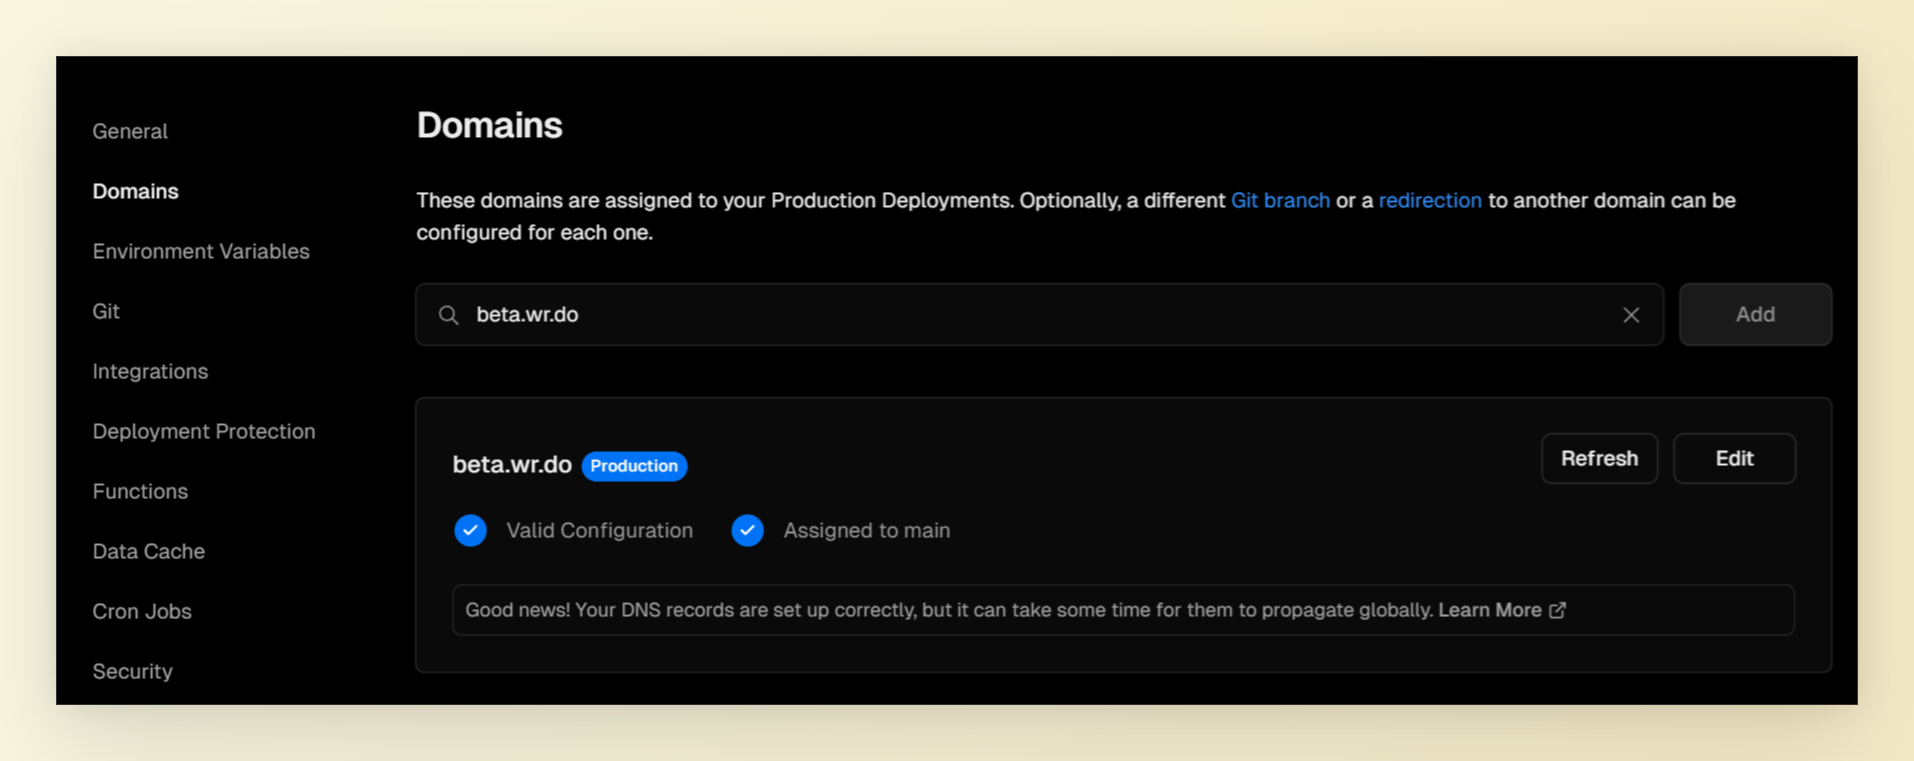 General
Domains
Environment Variables
Git
Integrations
Deployment Protection
Functions
Data Cache
Cron Jobs
Security
Domains
These domains are assigned to your Production Deployments. Optionally, a different Git branch or a redirection to another domain can be
configured for each one.
beta.wr.do
Add
beta.wr.do Production
Refresh Edit
Valid Configuration Assigned to main
Good news! Your DNS records are set up correctly, but it can take some time for them to propagate globally. Learn More